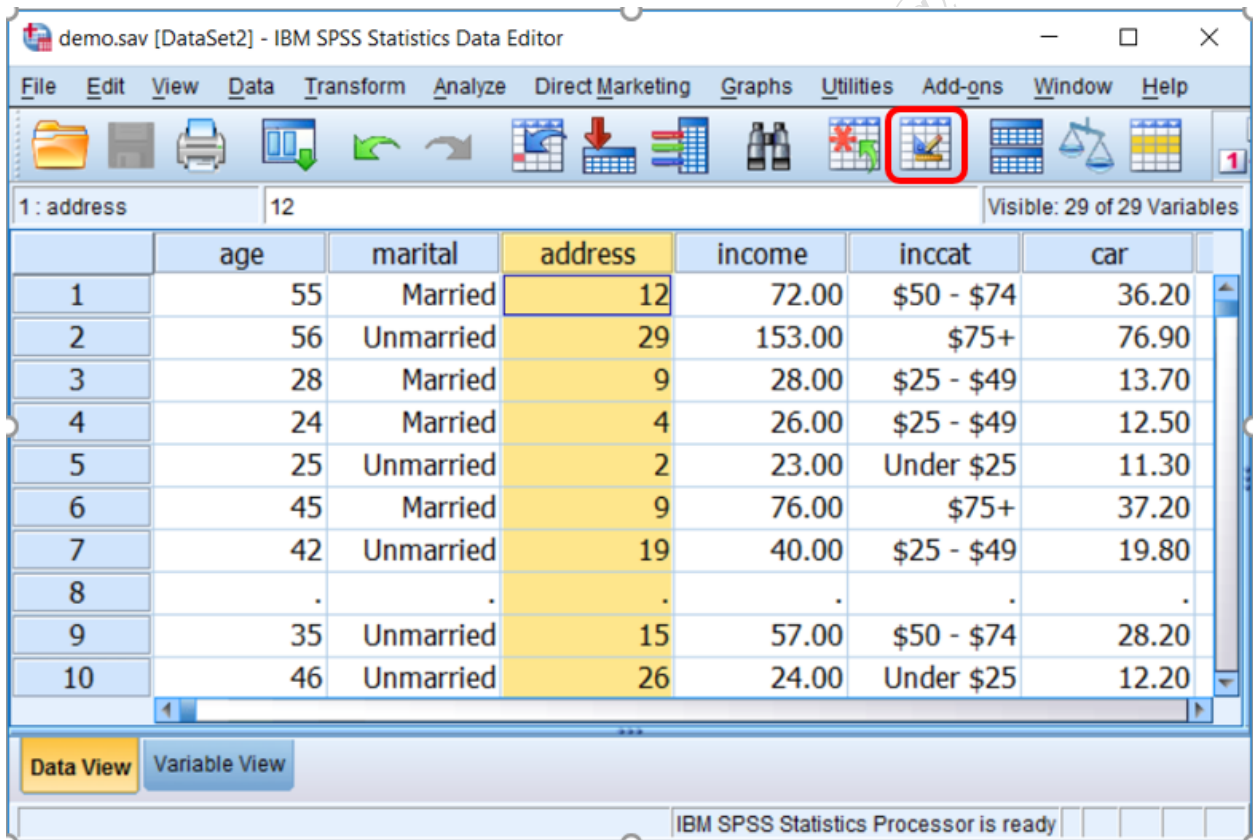 demo.sav [DataSet2] - IBM SPSS Statistics Data Editor
File Edit View Data Transform Analyze Direct Marketing Graphs Utilities Add-ons Window Help
1
1 : address 12 Visible: 29 of 29 Variables
age marital address income inccat car
1 55 Married 12 72.00 $50 - $74 36.20
2 56 Unmarried 29 153.00 $75+ 76.90
3 28 Married 9 28.00 $25 - $49 13.70
4 24 Married 4 26.00 $25 - $49 12.50
5 25 Unmarried 2 23.00 Under $25 11.30
6 45 Married 9 76.00 $75+ 37.20
7 42 Unmarried 19 40.00 $25 - $49 19.80
8 . . . . . .
9 35 Unmarried 15 57.00 $50 - $74 28.20
10 46 Unmarried 26 24.00 Under $25 12.20
Data View Variable View
IBM SPSS Statistics Processor is ready